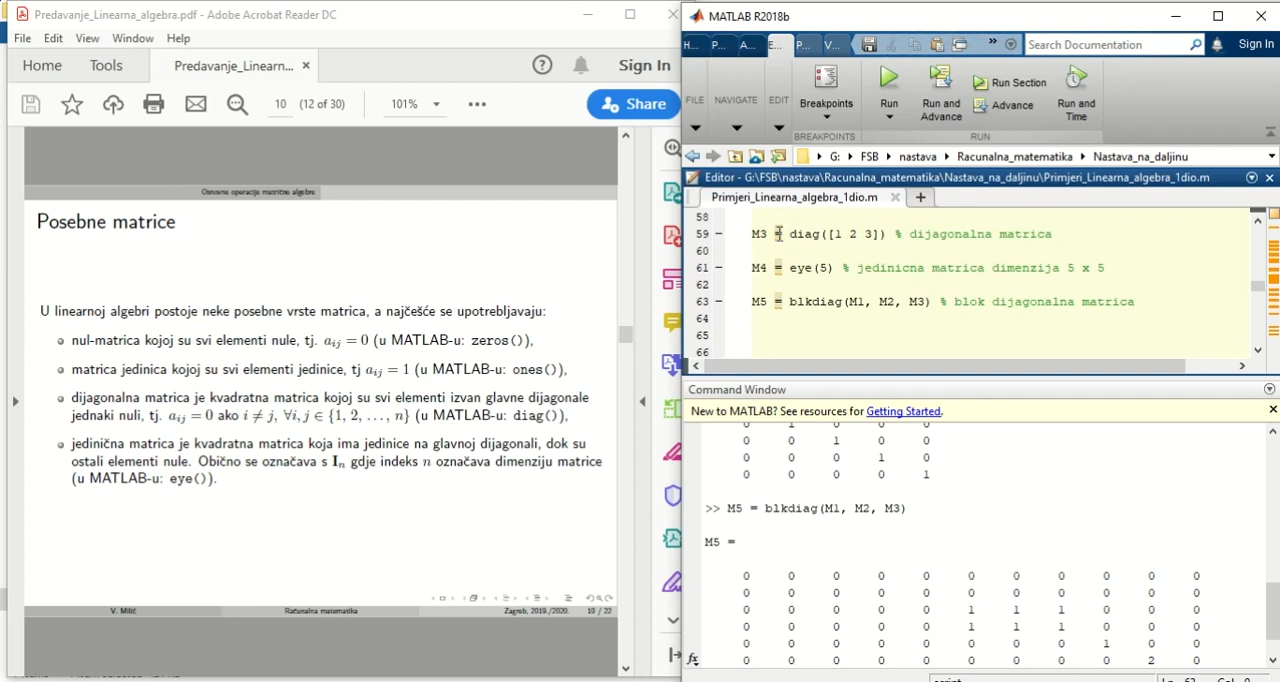 Predavanje_Linearna_algebra.pdf - Adobe Acrobat Reader DC
File Edit View Window Help
Home Tools Predavanje_Linearn... × Sign In
10 (12 of 30) 101% Share
Osnovne operacije matrične algebre
Posebne matrice
U linearnoj algebri postoje neke posebne vrste matrica, a najčešće se upotrebljavaju:
nul-matrica kojoj su svi elementi nule, tj. aij = 0 (u MATLAB-u: zeros()),
matrica jedinica kojoj su svi elementi jedinice, tj aij = 1 (u MATLAB-u: ones()),
dijagonalna matrica je kvadratna matrica kojoj su svi elementi izvan glavne dijagonale
jednaki nuli, tj. aij = 0 ako i ≠ j, ∀i, j ∈ {1, 2, . . . , n} (u MATLAB-u: diag()),
jedinična matrica je kvadratna matrica koja ima jedinice na glavnoj dijagonali, dok su
ostali elementi nule. Obično se označava s In gdje indeks n označava dimenziju matrice
(u MATLAB-u: eye()).
V. Milić Računalna matematika Zagreb, 2019./2020. 10 / 22
MATLAB R2018b
H... P... A... E... P... V... Search Documentation Sign In
FILE NAVIGATE EDIT Breakpoints Run Run and Advance Run Section Advance Run and Time
BREAKPOINTS RUN
G: FSB nastava Racunalna_matematika Nastava_na_daljinu
Editor - G:\FSB\nastava\Racunalna_matematika\Nastava_na_daljinu\Primjeri_Linearna_algebra_1dio.m
Primjeri_Linearna_algebra_1dio.m × +
58
59 – M3 = diag([1 2 3]) % dijagonalna matrica
60
61 – M4 = eye(5) % jedinicna matrica dimenzija 5 x 5
62
63 – M5 = blkdiag(M1, M2, M3) % blok dijagonalna matrica
64
65
66
Command Window
New to MATLAB? See resources for Getting Started.
0 1 0 0 0
0 0 1 0 0
0 0 0 1 0
0 0 0 0 1
>> M5 = blkdiag(M1, M2, M3)
M5 =
0 0 0 0 0 0 0 0 0 0 0
0 0 0 0 0 0 0 0 0 0 0
0 0 0 0 0 1 1 1 0 0 0
0 0 0 0 0 1 1 1 0 0 0
0 0 0 0 0 0 0 0 1 0 0
0 0 0 0 0 0 0 0 0 2 0
fx